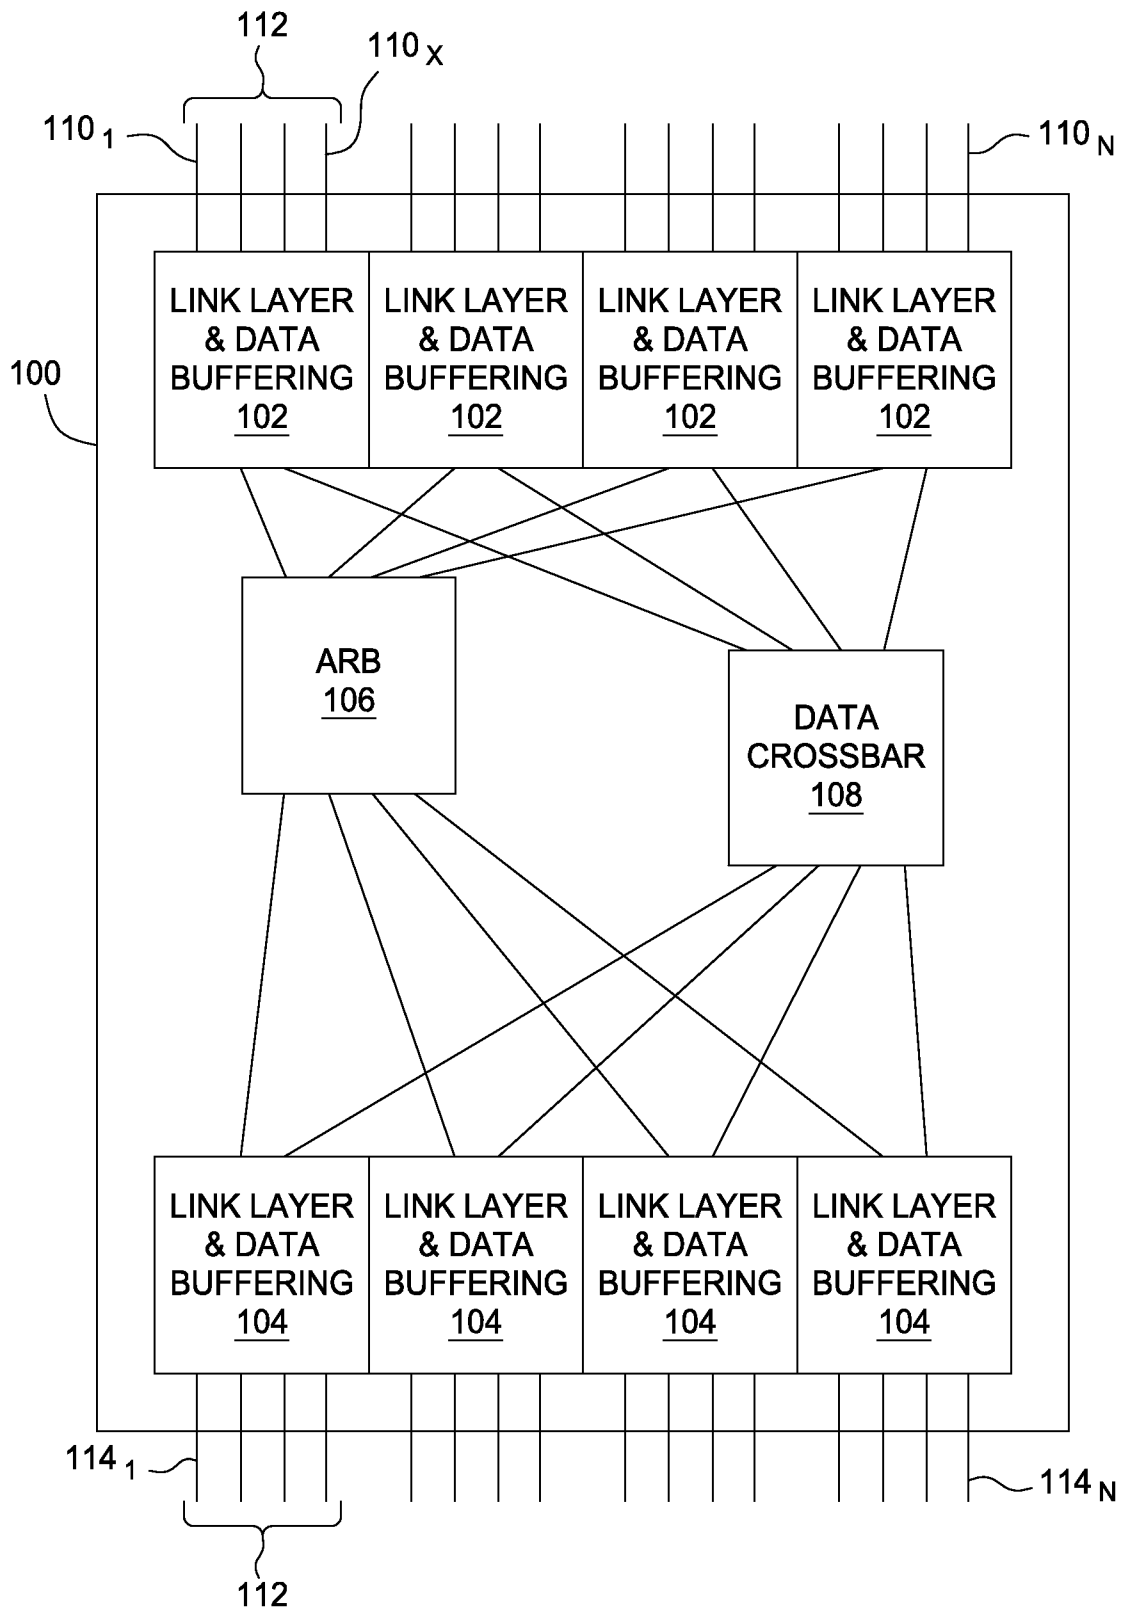 112
110 X
110 1
110 N
LINK LAYER & DATA BUFFERING 102
LINK LAYER & DATA BUFFERING 102
LINK LAYER & DATA BUFFERING 102
LINK LAYER & DATA BUFFERING 102
100
ARB
106
DATA
CROSSBAR
108
LINK LAYER & DATA BUFFERING 104
LINK LAYER & DATA BUFFERING 104
LINK LAYER & DATA BUFFERING 104
LINK LAYER & DATA BUFFERING 104
114 1
114 N
112